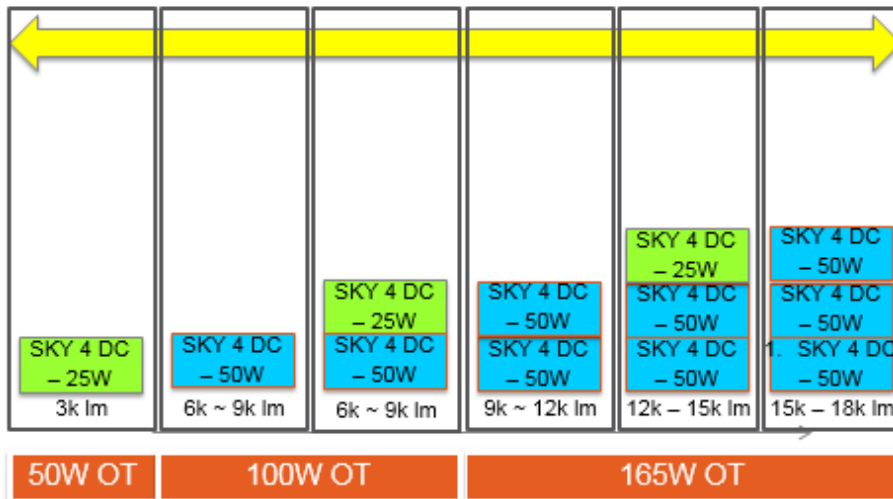 SKY 4 DC
– 25W
3k lm
SKY 4 DC
– 50W
6k ~ 9k lm
SKY 4 DC
– 25W
SKY 4 DC
– 50W
6k ~ 9k lm
SKY 4 DC
– 50W
SKY 4 DC
– 50W
9k ~ 12k lm
SKY 4 DC
– 25W
SKY 4 DC
– 50W
SKY 4 DC
– 50W
12k – 15k lm
SKY 4 DC
– 50W
SKY 4 DC
– 50W
1. SKY 4 DC
– 50W
15k – 18k lm
50W OT
100W OT
165W OT